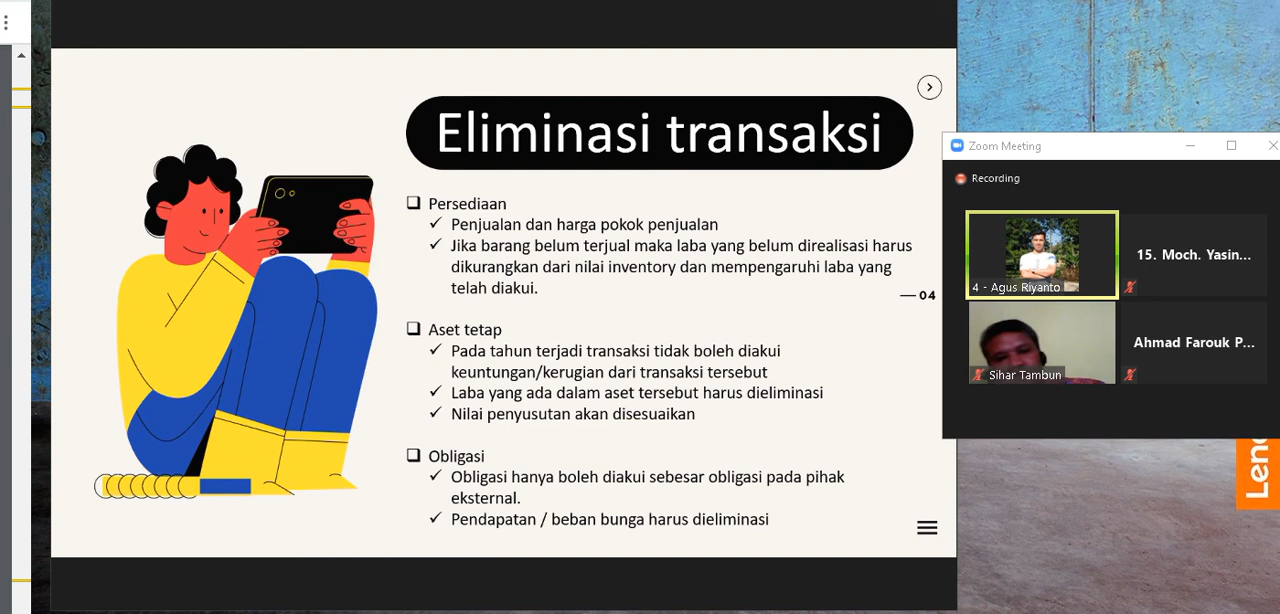 Eliminasi transaksi
Persediaan
Penjualan dan harga pokok penjualan
Jika barang belum terjual maka laba yang belum direalisasi harus
dikurangkan dari nilai inventory dan mempengaruhi laba yang
telah diakui.
04
Aset tetap
Pada tahun terjadi transaksi tidak boleh diakui
keuntungan/kerugian dari transaksi tersebut
Laba yang ada dalam aset tersebut harus dieliminasi
Nilai penyusutan akan disesuaikan
Obligasi
Obligasi hanya boleh diakui sebesar obligasi pada pihak
eksternal.
Pendapatan / beban bunga harus dieliminasi
Zoom Meeting
Recording
4 - Agus Riyanto
15. Moch. Yasin...
Sihar Tambun
Ahmad Farouk P...